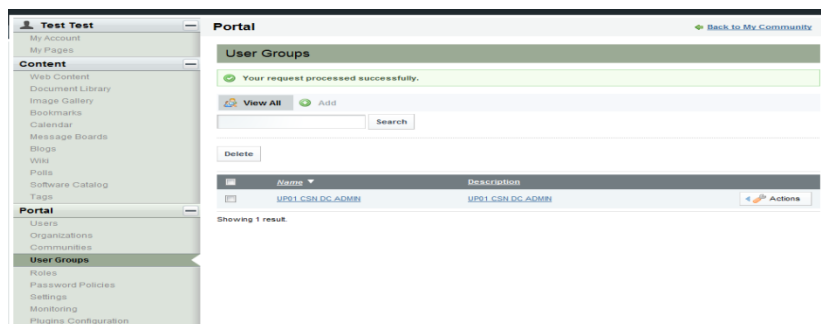 Test Test
My Account
My Pages
Content
Web Content
Document Library
Image Gallery
Bookmarks
Calendar
Message Boards
Blogs
Wiki
Polls
Software Catalog
Tags
Portal
Users
Organizations
Communities
User Groups
Roles
Password Policies
Settings
Monitoring
Plugins Configuration
Portal
Back to My Community
User Groups
Your request processed successfully.
View All Add
Search
Delete
Name Description
UP01 CSN DC ADMIN UP01 CSN DC ADMIN Actions
Showing 1 result.